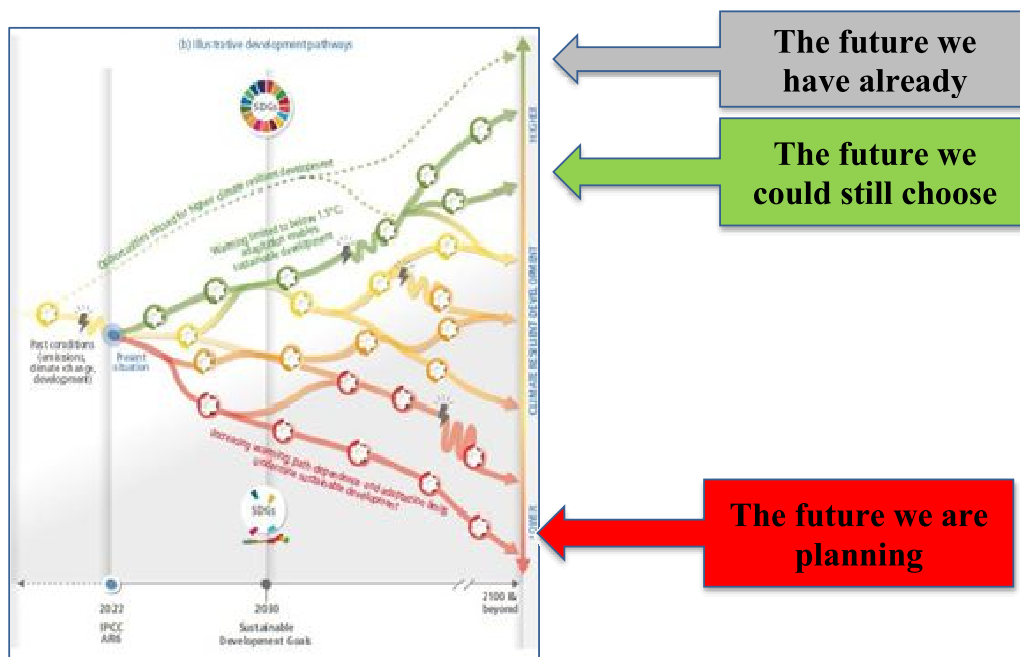 (b) Illustrative development pathways
SDGs
Opportunities missed for higher climate resilient development
Warming limited to below 1.5°C;
adaptation enables
sustainable development
Past conditions
(emissions,
climate change,
development)
Present
situation
Increasing warming, path dependence and adaptation limits
undermine sustainable development
SDGs
HIGHER
CLIMATE RESILIENT DEVELOPMENT
LOWER
2022
IPCC
AR6
2030
Sustainable
Development Goals
2100 &
beyond
The future we
have already
The future we
could still choose
The future we are
planning